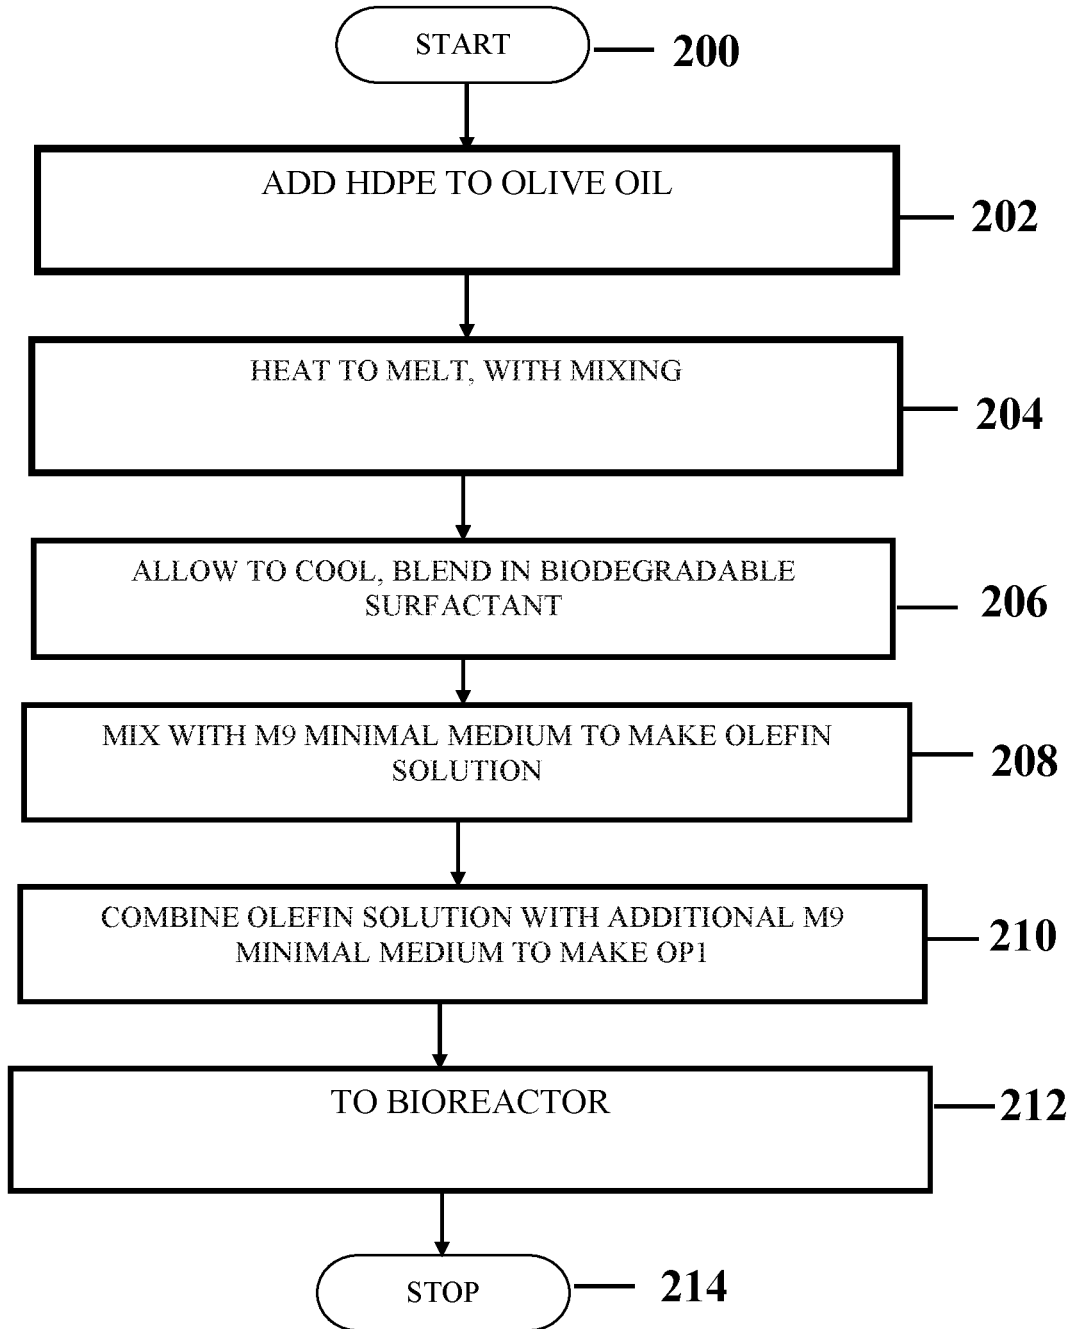 START
200
ADD HDPE TO OLIVE OIL
202
HEAT TO MELT, WITH MIXING
204
ALLOW TO COOL, BLEND IN BIODEGRADABLE
SURFACTANT
206
MIX WITH M9 MINIMAL MEDIUM TO MAKE OLEFIN
SOLUTION
208
COMBINE OLEFIN SOLUTION WITH ADDITIONAL M9
MINIMAL MEDIUM TO MAKE OP1
210
TO BIOREACTOR
212
STOP
214